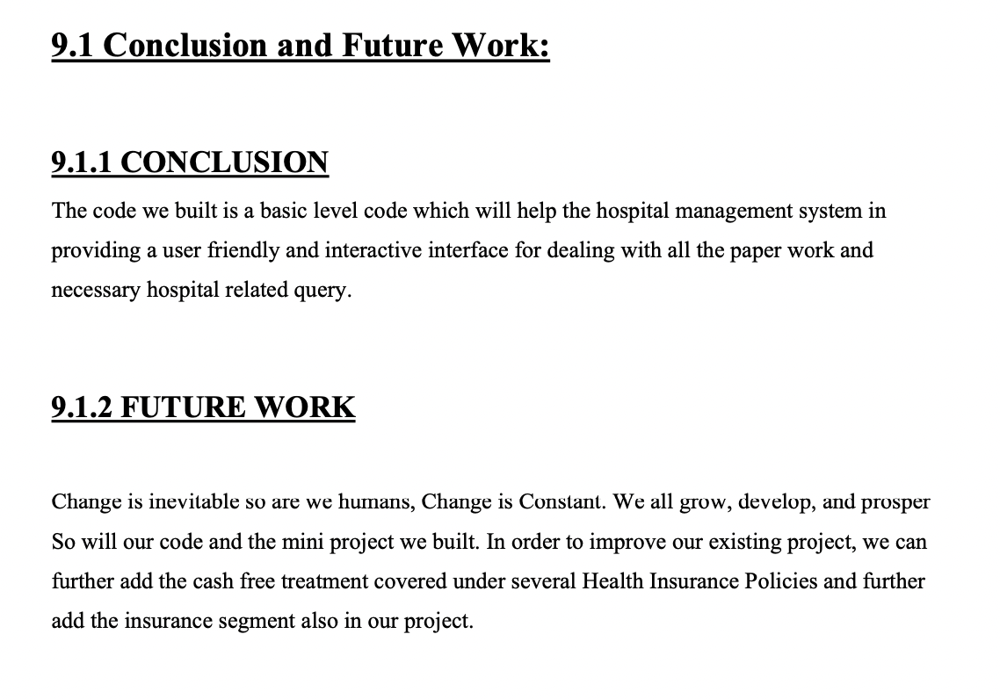 9.1 Conclusion and Future Work:
9.1.1 CONCLUSION
The code we built is a basic level code which will help the hospital management system in
providing a user friendly and interactive interface for dealing with all the paper work and
necessary hospital related query.
9.1.2 FUTURE WORK
Change is inevitable so are we humans, Change is Constant. We all grow, develop, and prosper
So will our code and the mini project we built. In order to improve our existing project, we can
further add the cash free treatment covered under several Health Insurance Policies and further
add the insurance segment also in our project.